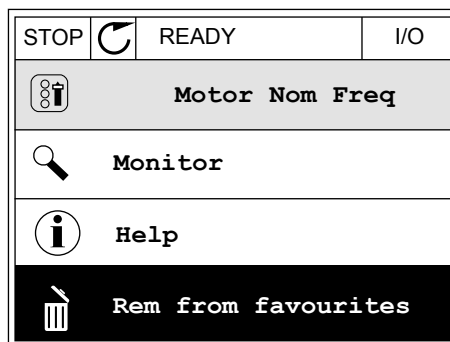 STOP READY I/O
Motor Nom Freq
Monitor
Help
Rem from favourites